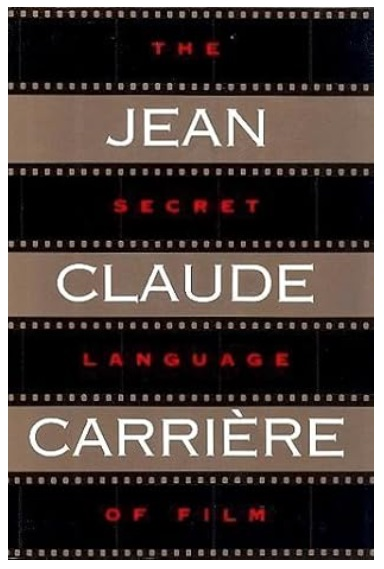 THE
JEAN
SECRET
CLAUDE
LANGUAGE
CARRIÈRE
OF FILM